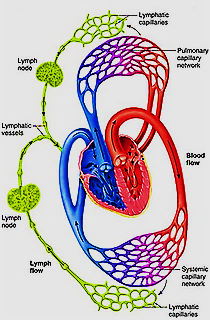 Lymphatic
capillaries
Pulmonary
capillary
network
Lymph
node
Lymphatic
vessels
Blood
flow
Lymph
node
Lymph
flow
Systemic
capillary
network
Lymphatic
capillaries